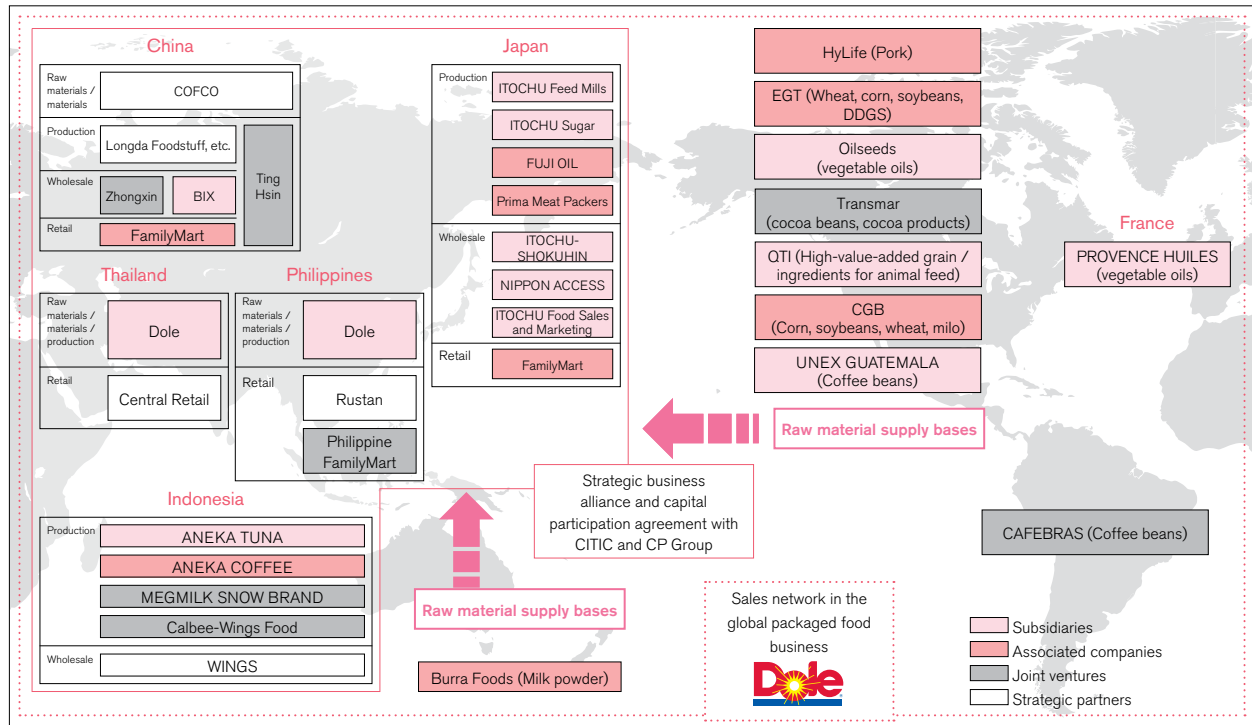 China
Raw
materials /
materials
COFCO
Production
Longda Foodstuff, etc.
Wholesale
Zhongxin
BIX
Ting
Hsin
Retail
FamilyMart
Japan
Production
ITOCHU Feed Mills
ITOCHU Sugar
FUJI OIL
Prima Meat Packers
Wholesale
ITOCHU-
SHOKUHIN
NIPPON ACCESS
ITOCHU Food Sales
and Marketing
Retail
FamilyMart
Thailand
Raw
materials /
materials /
production
Dole
Retail
Central Retail
Philippines
Raw
materials /
materials /
production
Dole
Retail
Rustan
Philippine
FamilyMart
Indonesia
Production
ANEKA TUNA
ANEKA COFFEE
MEGMILK SNOW BRAND
Calbee-Wings Food
Wholesale
WINGS
HyLife (Pork)
EGT (Wheat, corn, soybeans,
DDGS)
Oilseeds
(vegetable oils)
Transmar
(cocoa beans, cocoa products)
QTI (High-value-added grain /
ingredients for animal feed)
CGB
(Corn, soybeans, wheat, milo)
UNEX GUATEMALA
(Coffee beans)
France
PROVENCE HUILES
(vegetable oils)
Raw material supply bases
Strategic business
alliance and capital
participation agreement with
CITIC and CP Group
CAFEBRAS (Coffee beans)
Raw material supply bases
Burra Foods (Milk powder)
Sales network in the
global packaged food
business
Dole
Subsidiaries
Associated companies
Joint ventures
Strategic partners